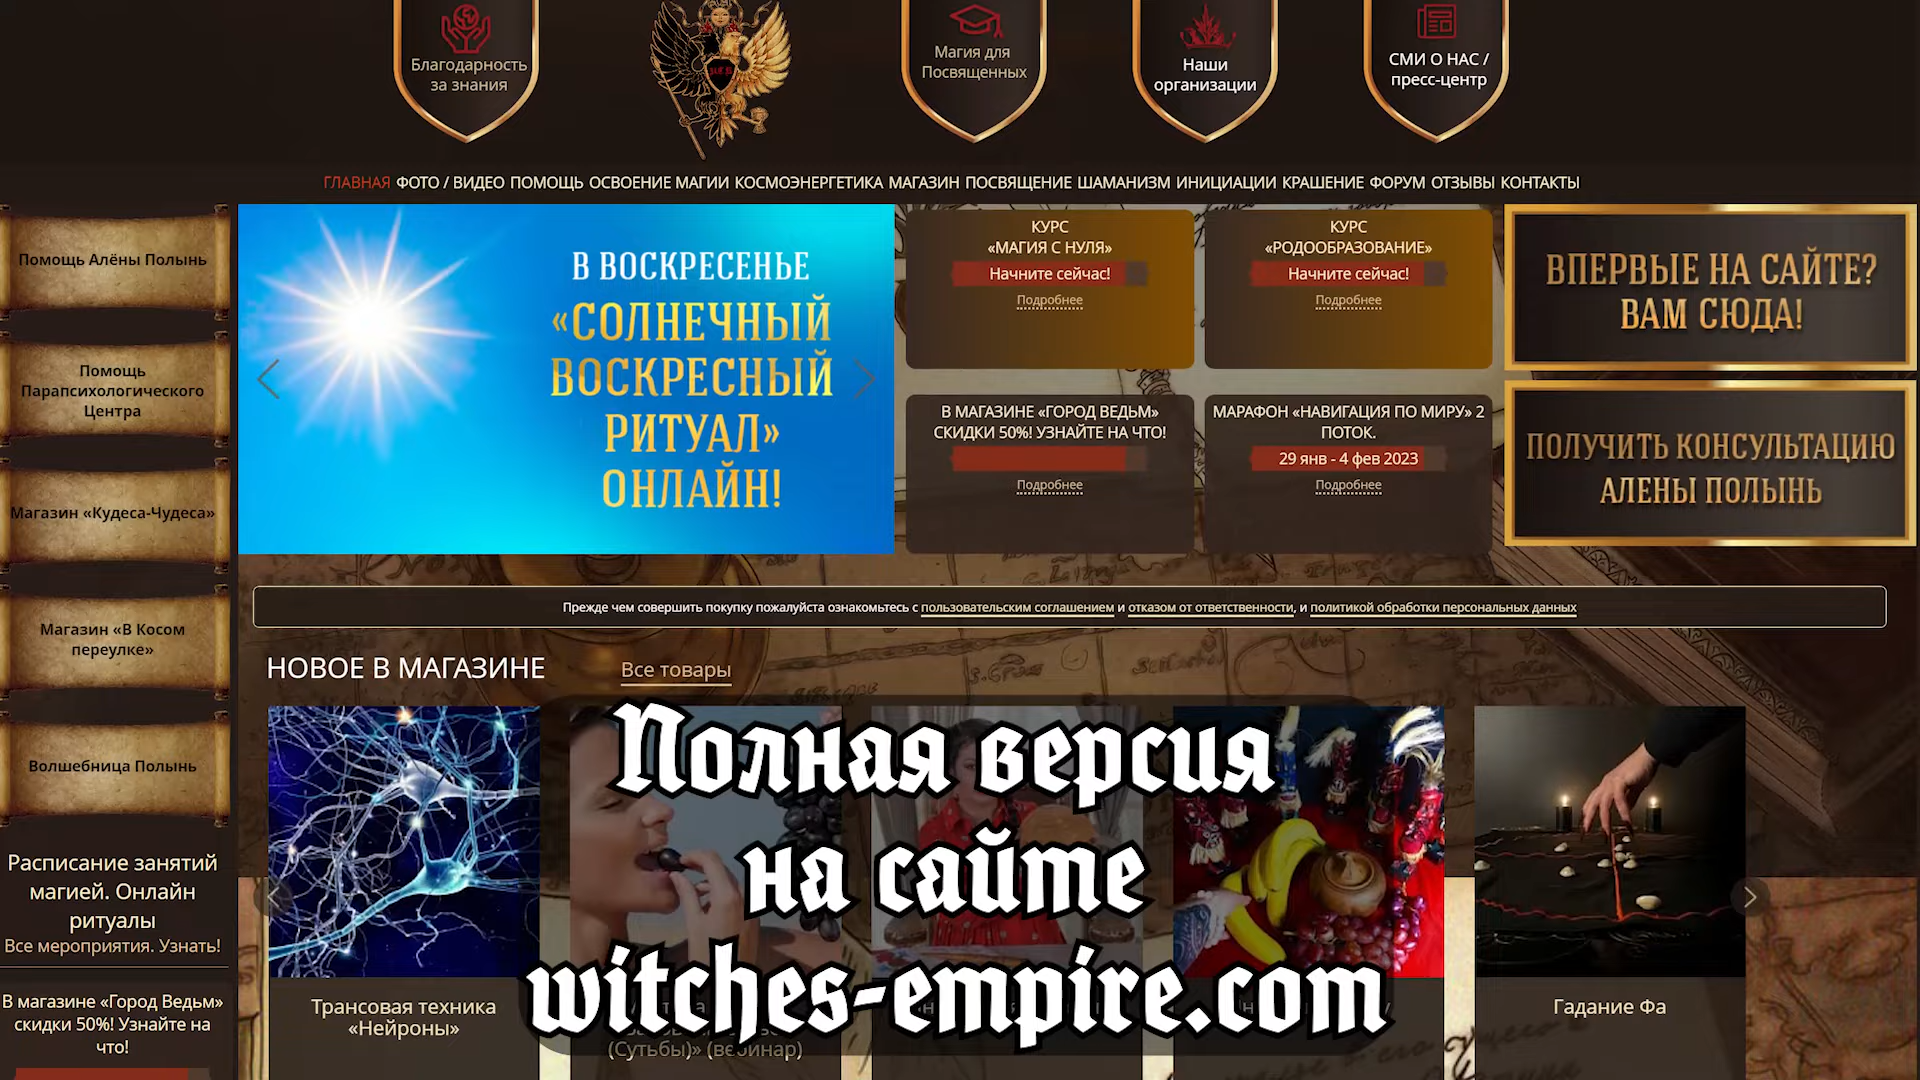 Благодарность
за знания
Магия для
Посвященных
Наши
организации
СМИ О НАС /
пресс-центр
ГЛАВНАЯ ФОТО / ВИДЕО ПОМОЩЬ ОСВОЕНИЕ МАГИИ КОСМОЭНЕРГЕТИКА МАГАЗИН ПОСВЯЩЕНИЕ ШАМАНИЗМ ИНИЦИАЦИИ КРАШЕНИЕ ФОРУМ ОТЗЫВЫ КОНТАКТЫ
Помощь Алёны Полынь
Помощь
Парапсихологического
Центра
Магазин «Кудеса-Чудеса»
Магазин «В Косом
переулке»
Волшебница Полынь
Расписание занятий
магией. Онлайн
ритуалы
Все мероприятия. Узнать!
В магазине «Город Ведьм»
скидки 50%! Узнайте на
что!
В ВОСКРЕСЕНЬЕ
«СОЛНЕЧНЫЙ
ВОСКРЕСНЫЙ
РИТУАЛ»
ОНЛАЙН!
КУРС
«МАГИЯ С НУЛЯ»
Начните сейчас!
Подробнее
КУРС
«РОДООБРАЗОВАНИЕ»
Начните сейчас!
Подробнее
В МАГАЗИНЕ «ГОРОД ВЕДЬМ»
СКИДКИ 50%! УЗНАЙТЕ НА ЧТО!
Подробнее
МАРАФОН «НАВИГАЦИЯ ПО МИРУ» 2
ПОТОК.
29 янв - 4 фев 2023
Подробнее
ВПЕРВЫЕ НА САЙТЕ?
ВАМ СЮДА!
ПОЛУЧИТЬ КОНСУЛЬТАЦИЮ
АЛЕНЫ ПОЛЫНЬ
Прежде чем совершить покупку пожалуйста ознакомьтесь с пользовательским соглашением и отказом от ответственности, и политикой обработки персональных данных
НОВОЕ В МАГАЗИНЕ
Все товары
Полная версия
на сайте
witches-empire.com
Трансовая техника
«Нейроны»
(Сутьбы)» (вебинар)
Гадание Фа